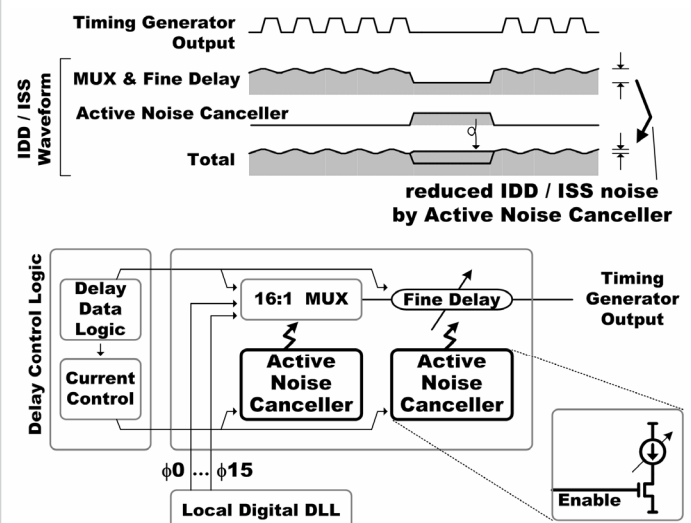 Timing Generator
Output
IDD / ISS
Waveform
MUX & Fine Delay
Active Noise Canceller
Total
reduced IDD / ISS noise
by Active Noise Canceller
Delay Control Logic
Delay
Data
Logic
Current
Control
16:1 MUX
Fine Delay
Timing
Generator
Output
Active
Noise
Canceller
Active
Noise
Canceller
ϕ0 ... ϕ15
Local Digital DLL
Enable